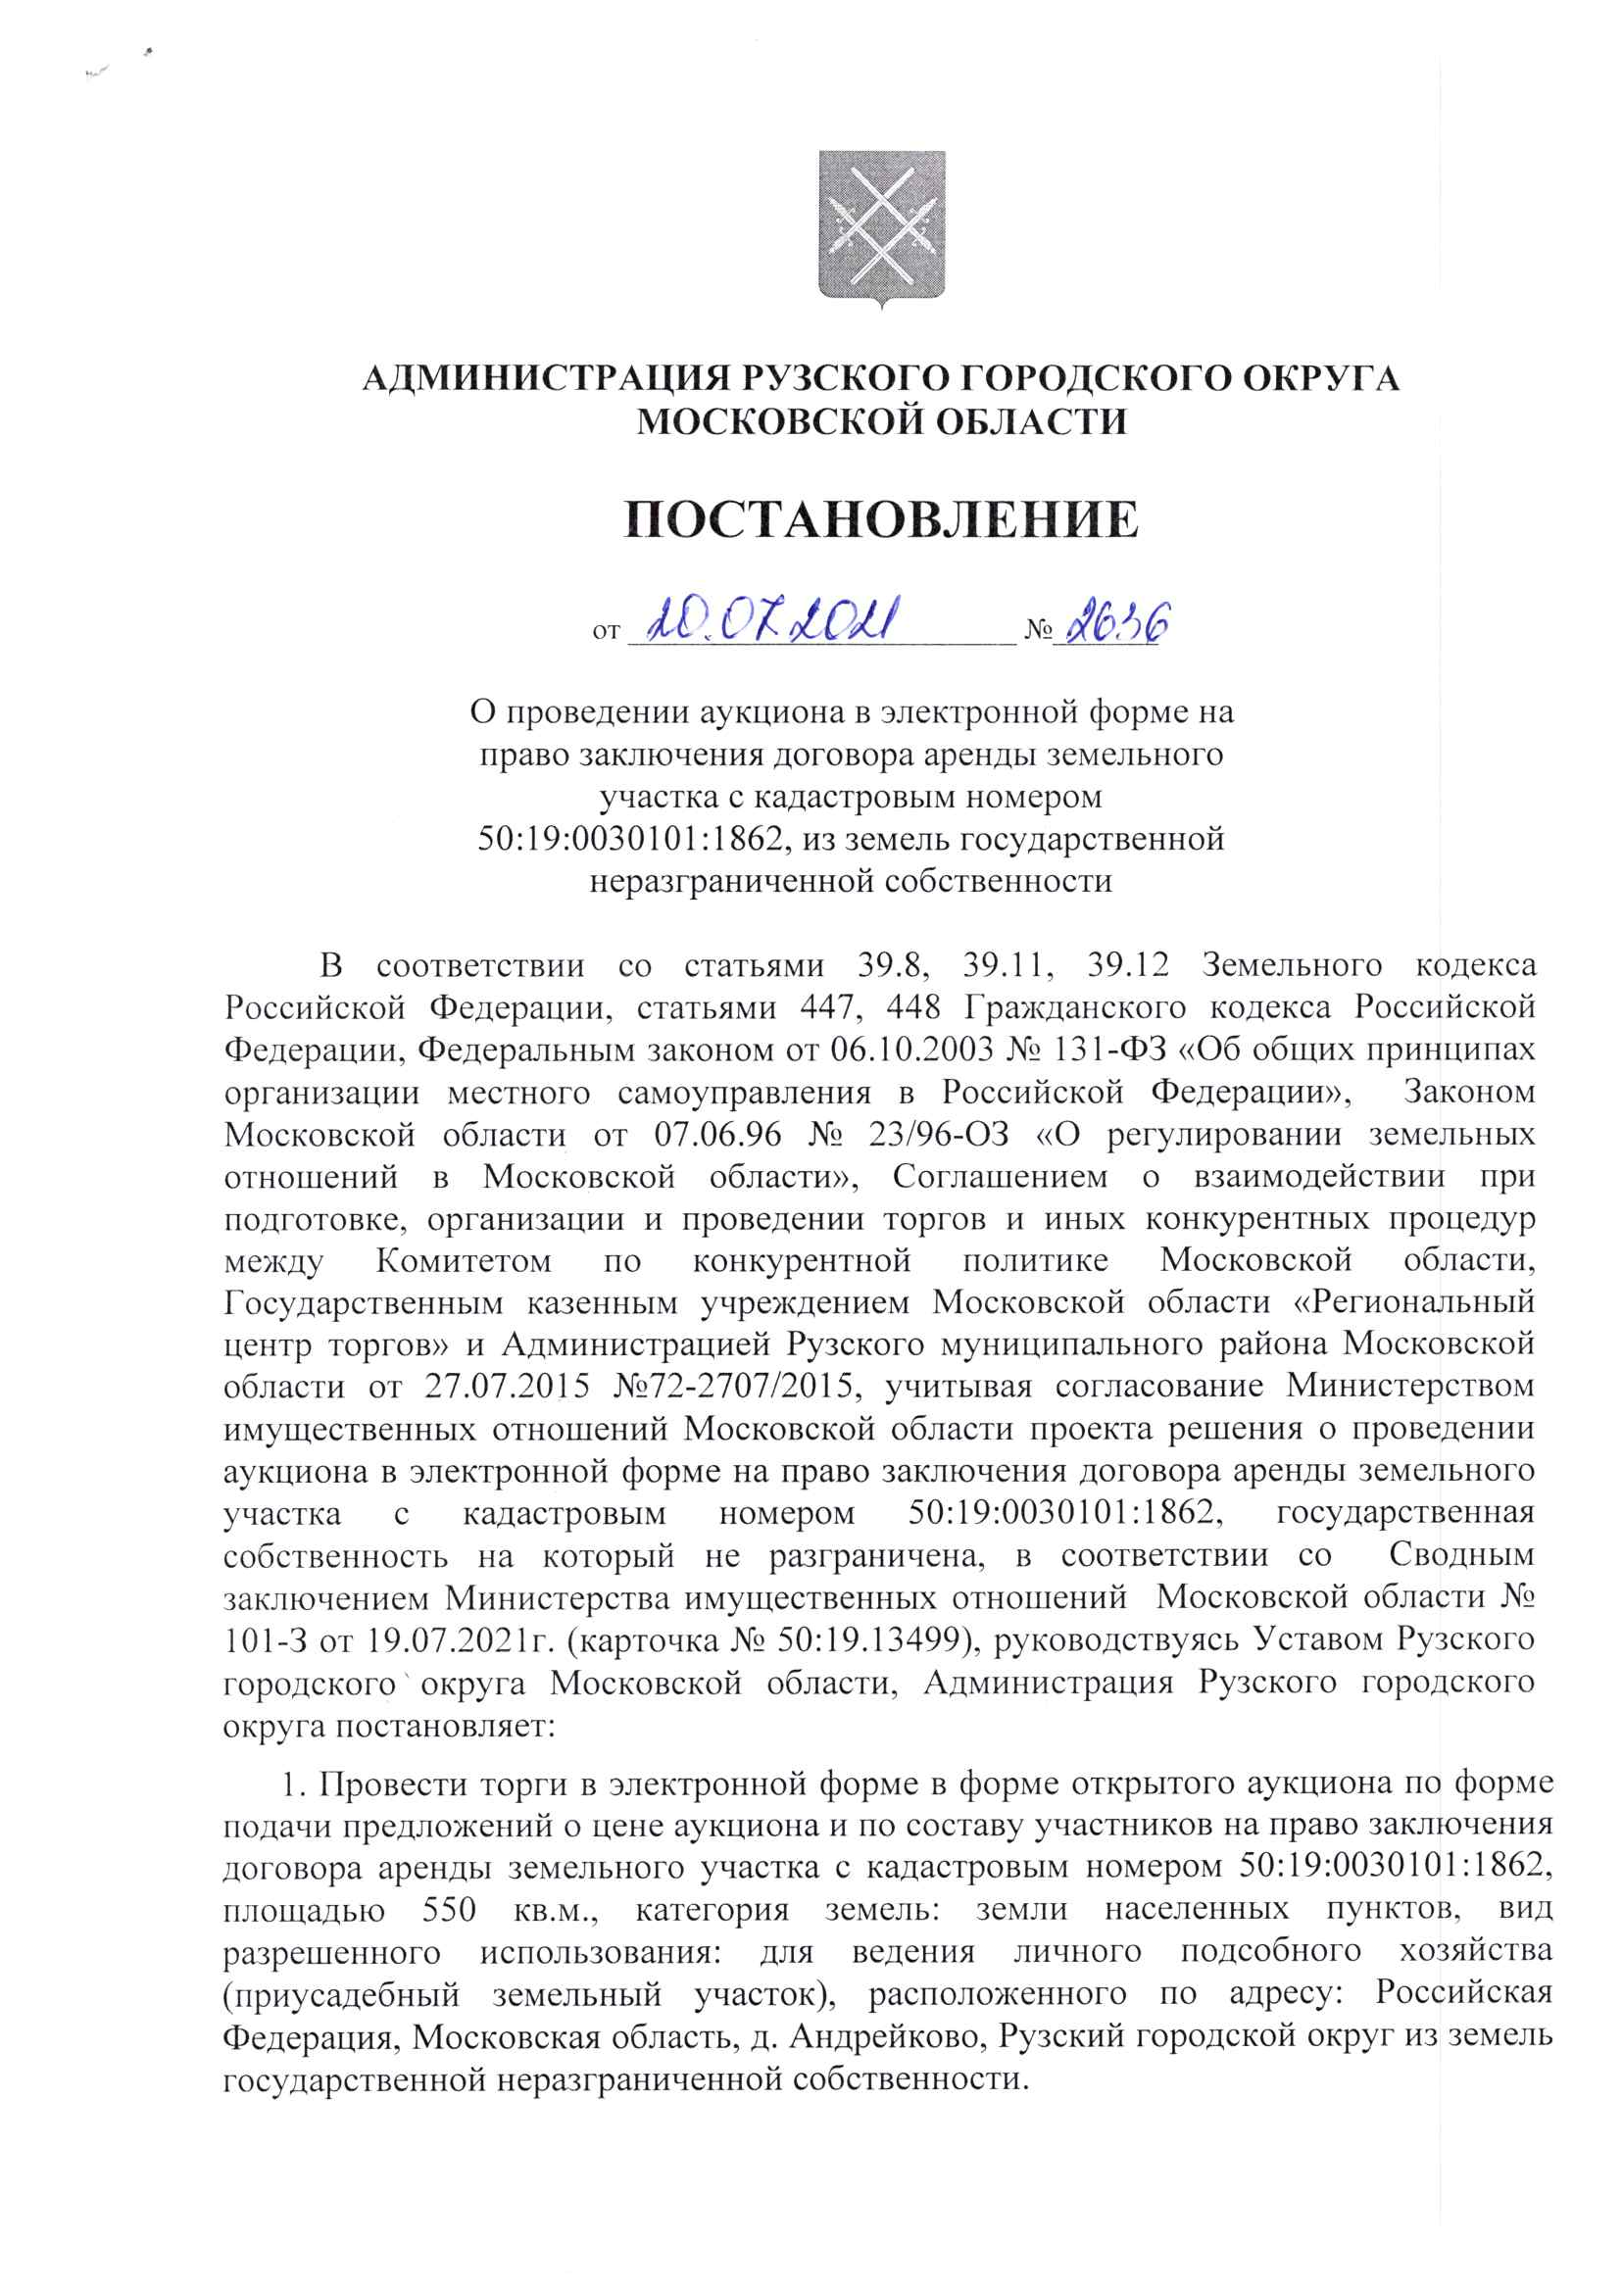 АДМИНИСТРАЦИЯ РУЗСКОГО ГОРОДСКОГО ОКРУГА
МОСКОВСКОЙ ОБЛАСТИ
ПОСТАНОВЛЕНИЕ
от 20.07.2021 № 2636
О проведении аукциона в электронной форме на
право заключения договора аренды земельного
участка с кадастровым номером
50:19:0030101:1862, из земель государственной
неразграниченной собственности
В соответствии со статьями 39.8, 39.11, 39.12 Земельного кодекса
Российской Федерации, статьями 447, 448 Гражданского кодекса Российской
Федерации, Федеральным законом от 06.10.2003 № 131-ФЗ «Об общих принципах
организации местного самоуправления в Российской Федерации», Законом
Московской области от 07.06.96 № 23/96-ОЗ «О регулировании земельных
отношений в Московской области», Соглашением о взаимодействии при
подготовке, организации и проведении торгов и иных конкурентных процедур
между Комитетом по конкурентной политике Московской области,
Государственным казенным учреждением Московской области «Региональный
центр торгов» и Администрацией Рузского муниципального района Московской
области от 27.07.2015 №72-2707/2015, учитывая согласование Министерством
имущественных отношений Московской области проекта решения о проведении
аукциона в электронной форме на право заключения договора аренды земельного
участка с кадастровым номером 50:19:0030101:1862, государственная
собственность на который не разграничена, в соответствии со Сводным
заключением Министерства имущественных отношений Московской области №
101-З от 19.07.2021г. (карточка № 50:19.13499), руководствуясь Уставом Рузского
городского округа Московской области, Администрация Рузского городского
округа постановляет:
1. Провести торги в электронной форме в форме открытого аукциона по форме
подачи предложений о цене аукциона и по составу участников на право заключения
договора аренды земельного участка с кадастровым номером 50:19:0030101:1862,
площадью 550 кв.м., категория земель: земли населенных пунктов, вид
разрешенного использования: для ведения личного подсобного хозяйства
(приусадебный земельный участок), расположенного по адресу: Российская
Федерация, Московская область, д. Андрейково, Рузский городской округ из земель
государственной неразграниченной собственности.